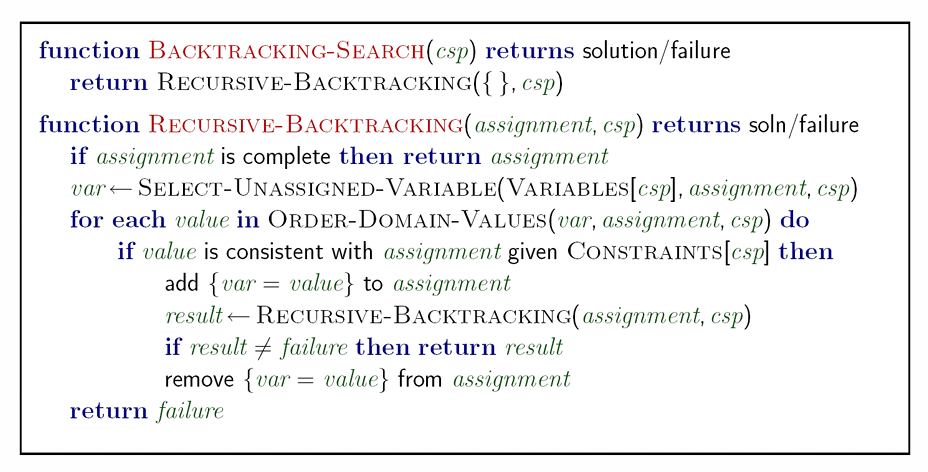 function BACKTRACKING-SEARCH(csp) returns solution/failure
return RECURSIVE-BACKTRACKING({ }, csp)
function RECURSIVE-BACKTRACKING(assignment, csp) returns soln/failure
if assignment is complete then return assignment
var ← SELECT-UNASSIGNED-VARIABLE(VARIABLES[csp], assignment, csp)
for each value in ORDER-DOMAIN-VALUES(var, assignment, csp) do
if value is consistent with assignment given CONSTRAINTS[csp] then
add {var = value} to assignment
result ← RECURSIVE-BACKTRACKING(assignment, csp)
if result ≠ failure then return result
remove {var = value} from assignment
return failure